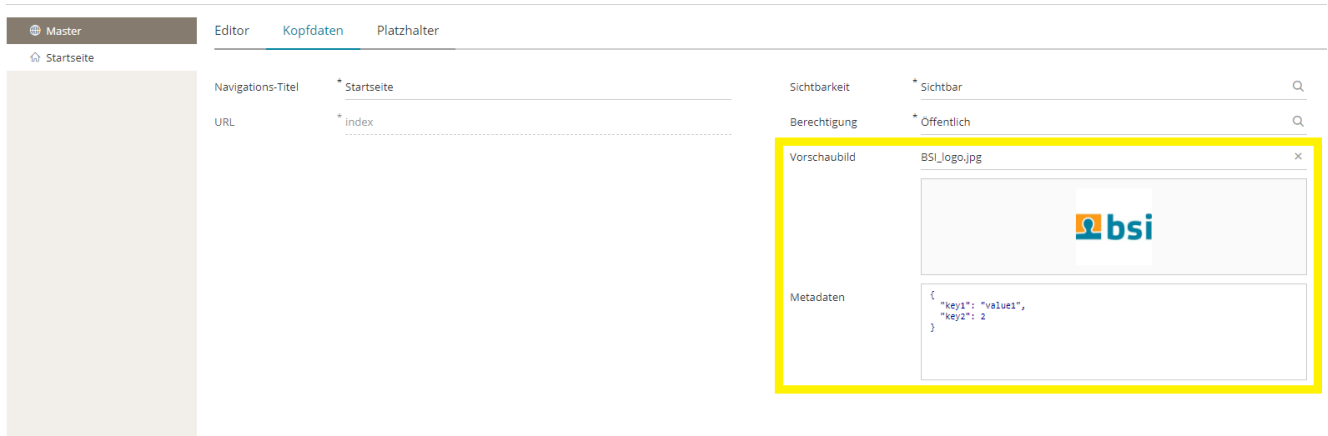 Master
Startseite
Editor Kopfdaten Platzhalter
Navigations-Titel * Startseite
URL * index
Sichtbarkeit * Sichtbar
Berechtigung * Öffentlich
Vorschaubild BSI_logo.jpg ×
bsi
Metadaten
{
"key1": "value1",
"key2": 2
}